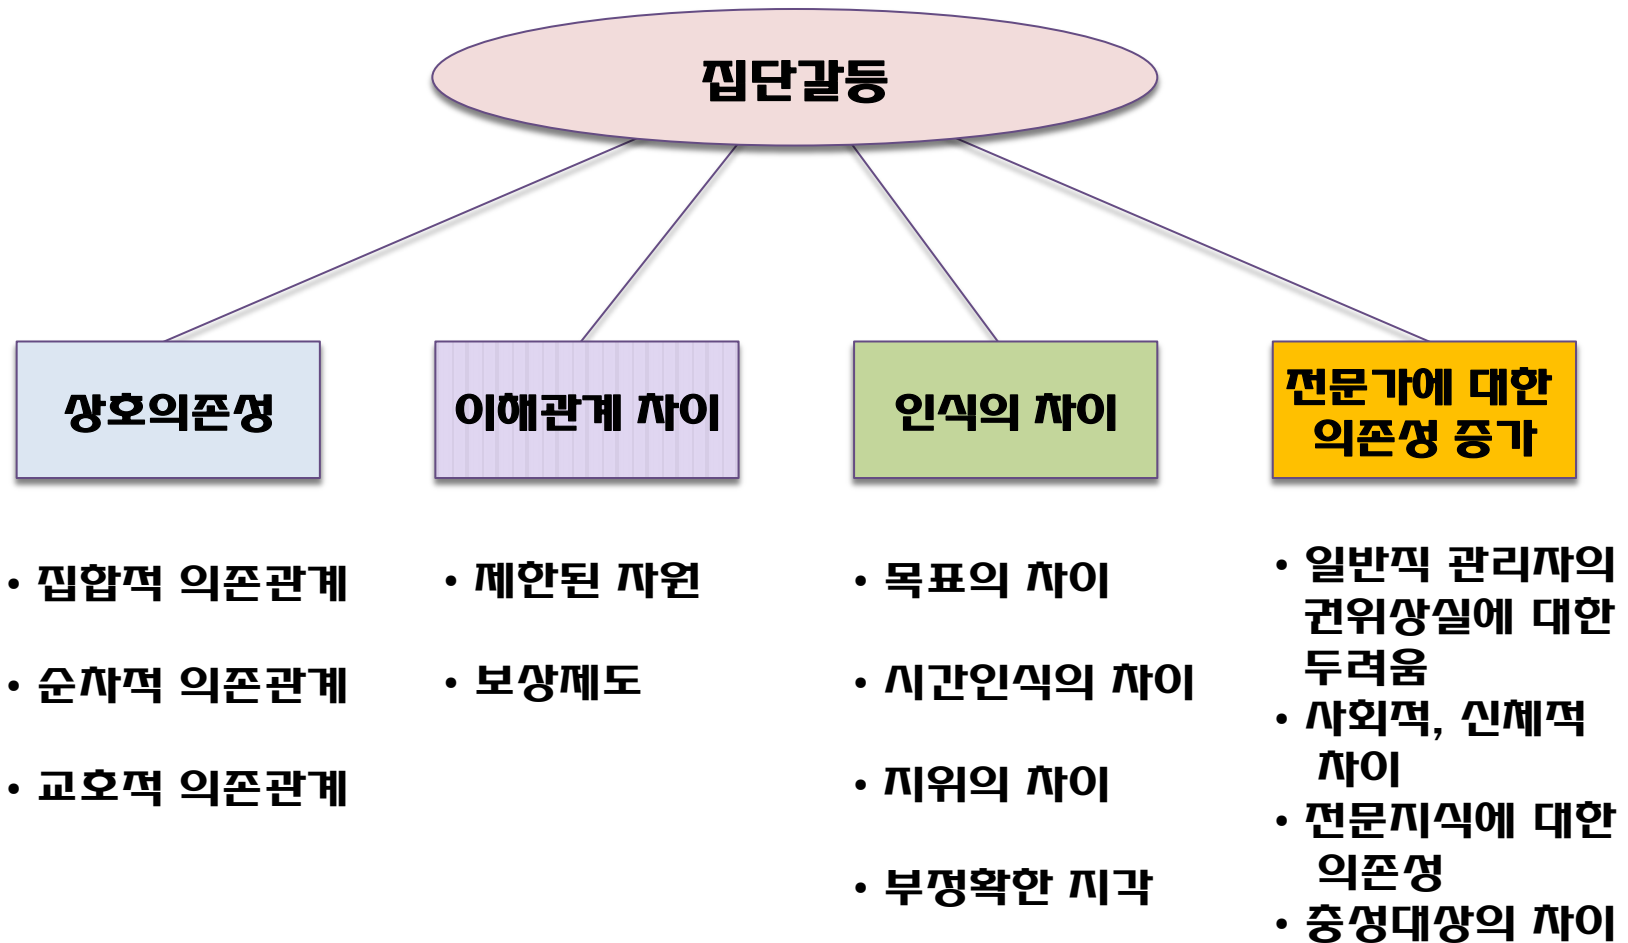 집단갈등
상호의존성
이해관계 차이
인식의 차이
전문가에 대한
의존성 증가
• 집합적 의존관계
• 순차적 의존관계
• 교호적 의존관계
• 제한된 자원
• 보상제도
• 목표의 차이
• 시간인식의 차이
• 지위의 차이
• 부정확한 지각
• 일반직 관리자의
권위상실에 대한
두려움
• 사회적, 신체적
차이
• 전문지식에 대한
의존성
• 충성대상의 차이